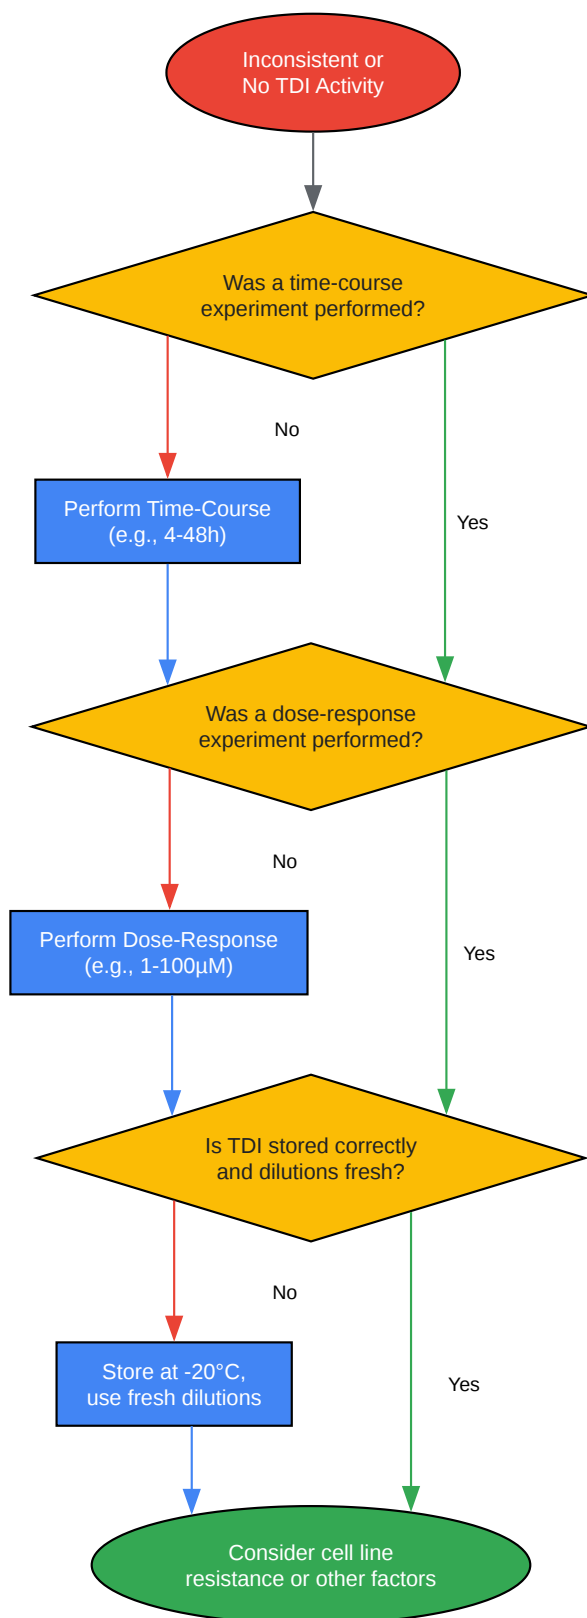 Inconsistent or
No TDI Activity
Was a time-course
experiment performed?
No
Perform Time-Course
(e.g., 4-48h)
Yes
Was a dose-response
experiment performed?
No
Perform Dose-Response
(e.g., 1-100µM)
Yes
Is TDI stored correctly
and dilutions fresh?
No
Store at -20°C,
use fresh dilutions
Yes
Consider cell line
resistance or other factors